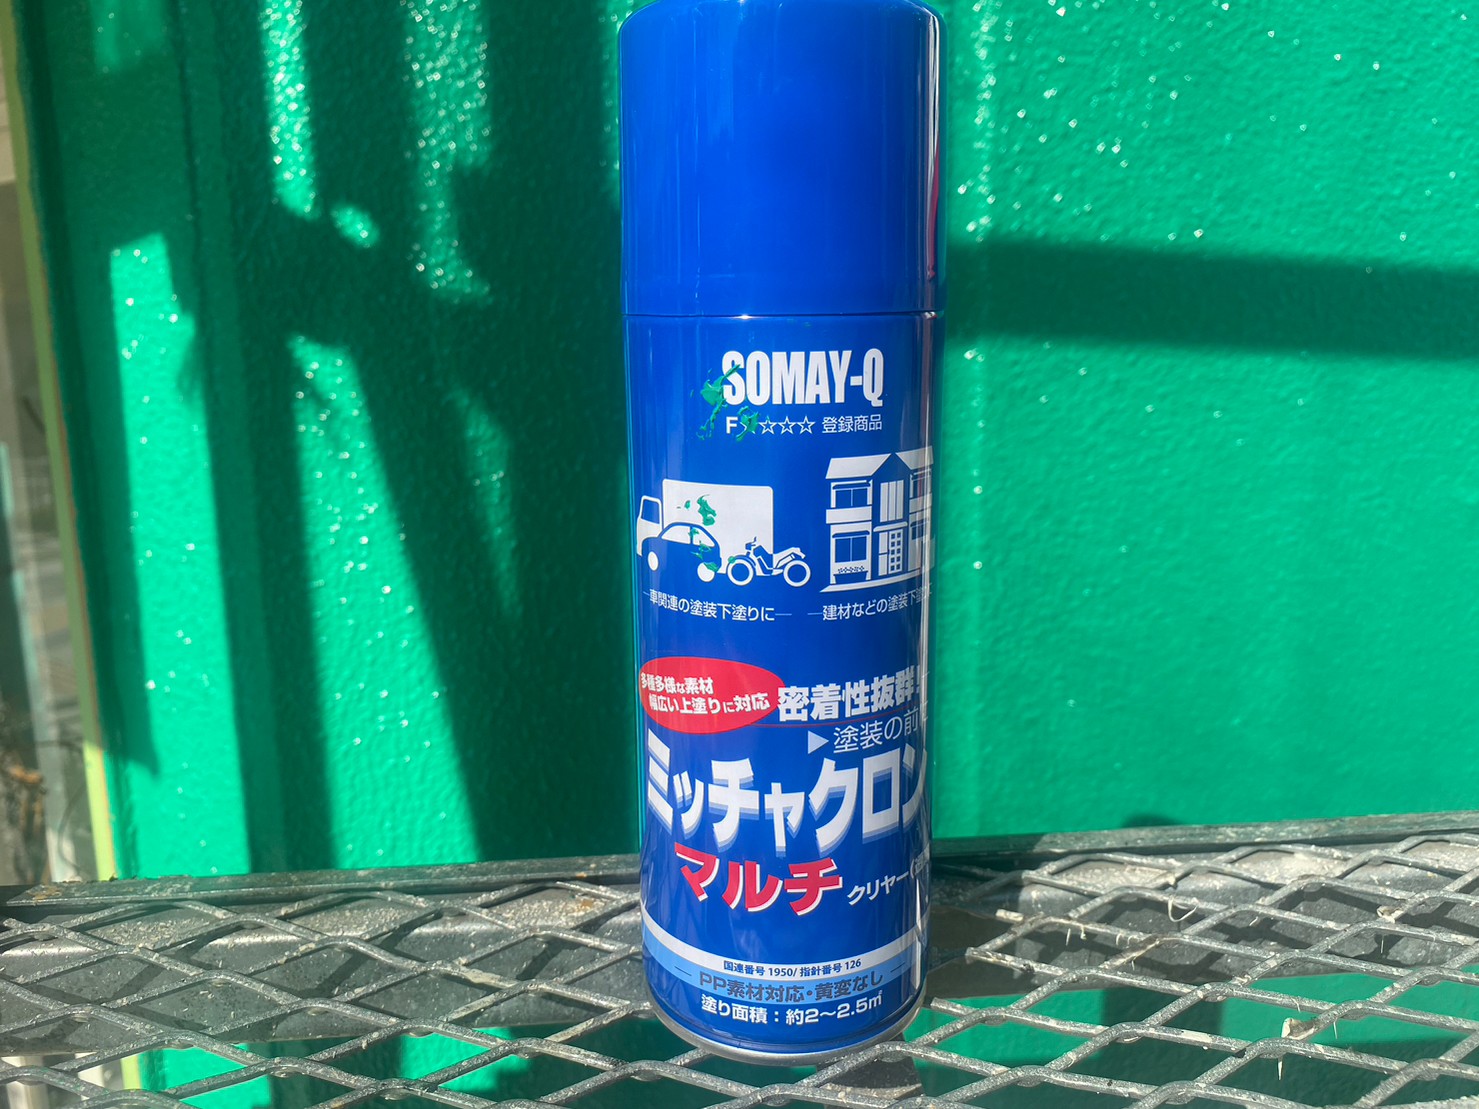 SOMAY-Q
F☆☆☆☆ 登録商品
車関連の塗装下塗りに
建材などの塗装下塗
多種多様な素材
幅広い上塗りに対応
密着性抜群!
▶塗装の前
ミッチャクロン
マルチ
クリヤー
国連番号 1950/ 指針番号 126
PP素材対応・黄変なし
塗り面積：約2～2.5㎡